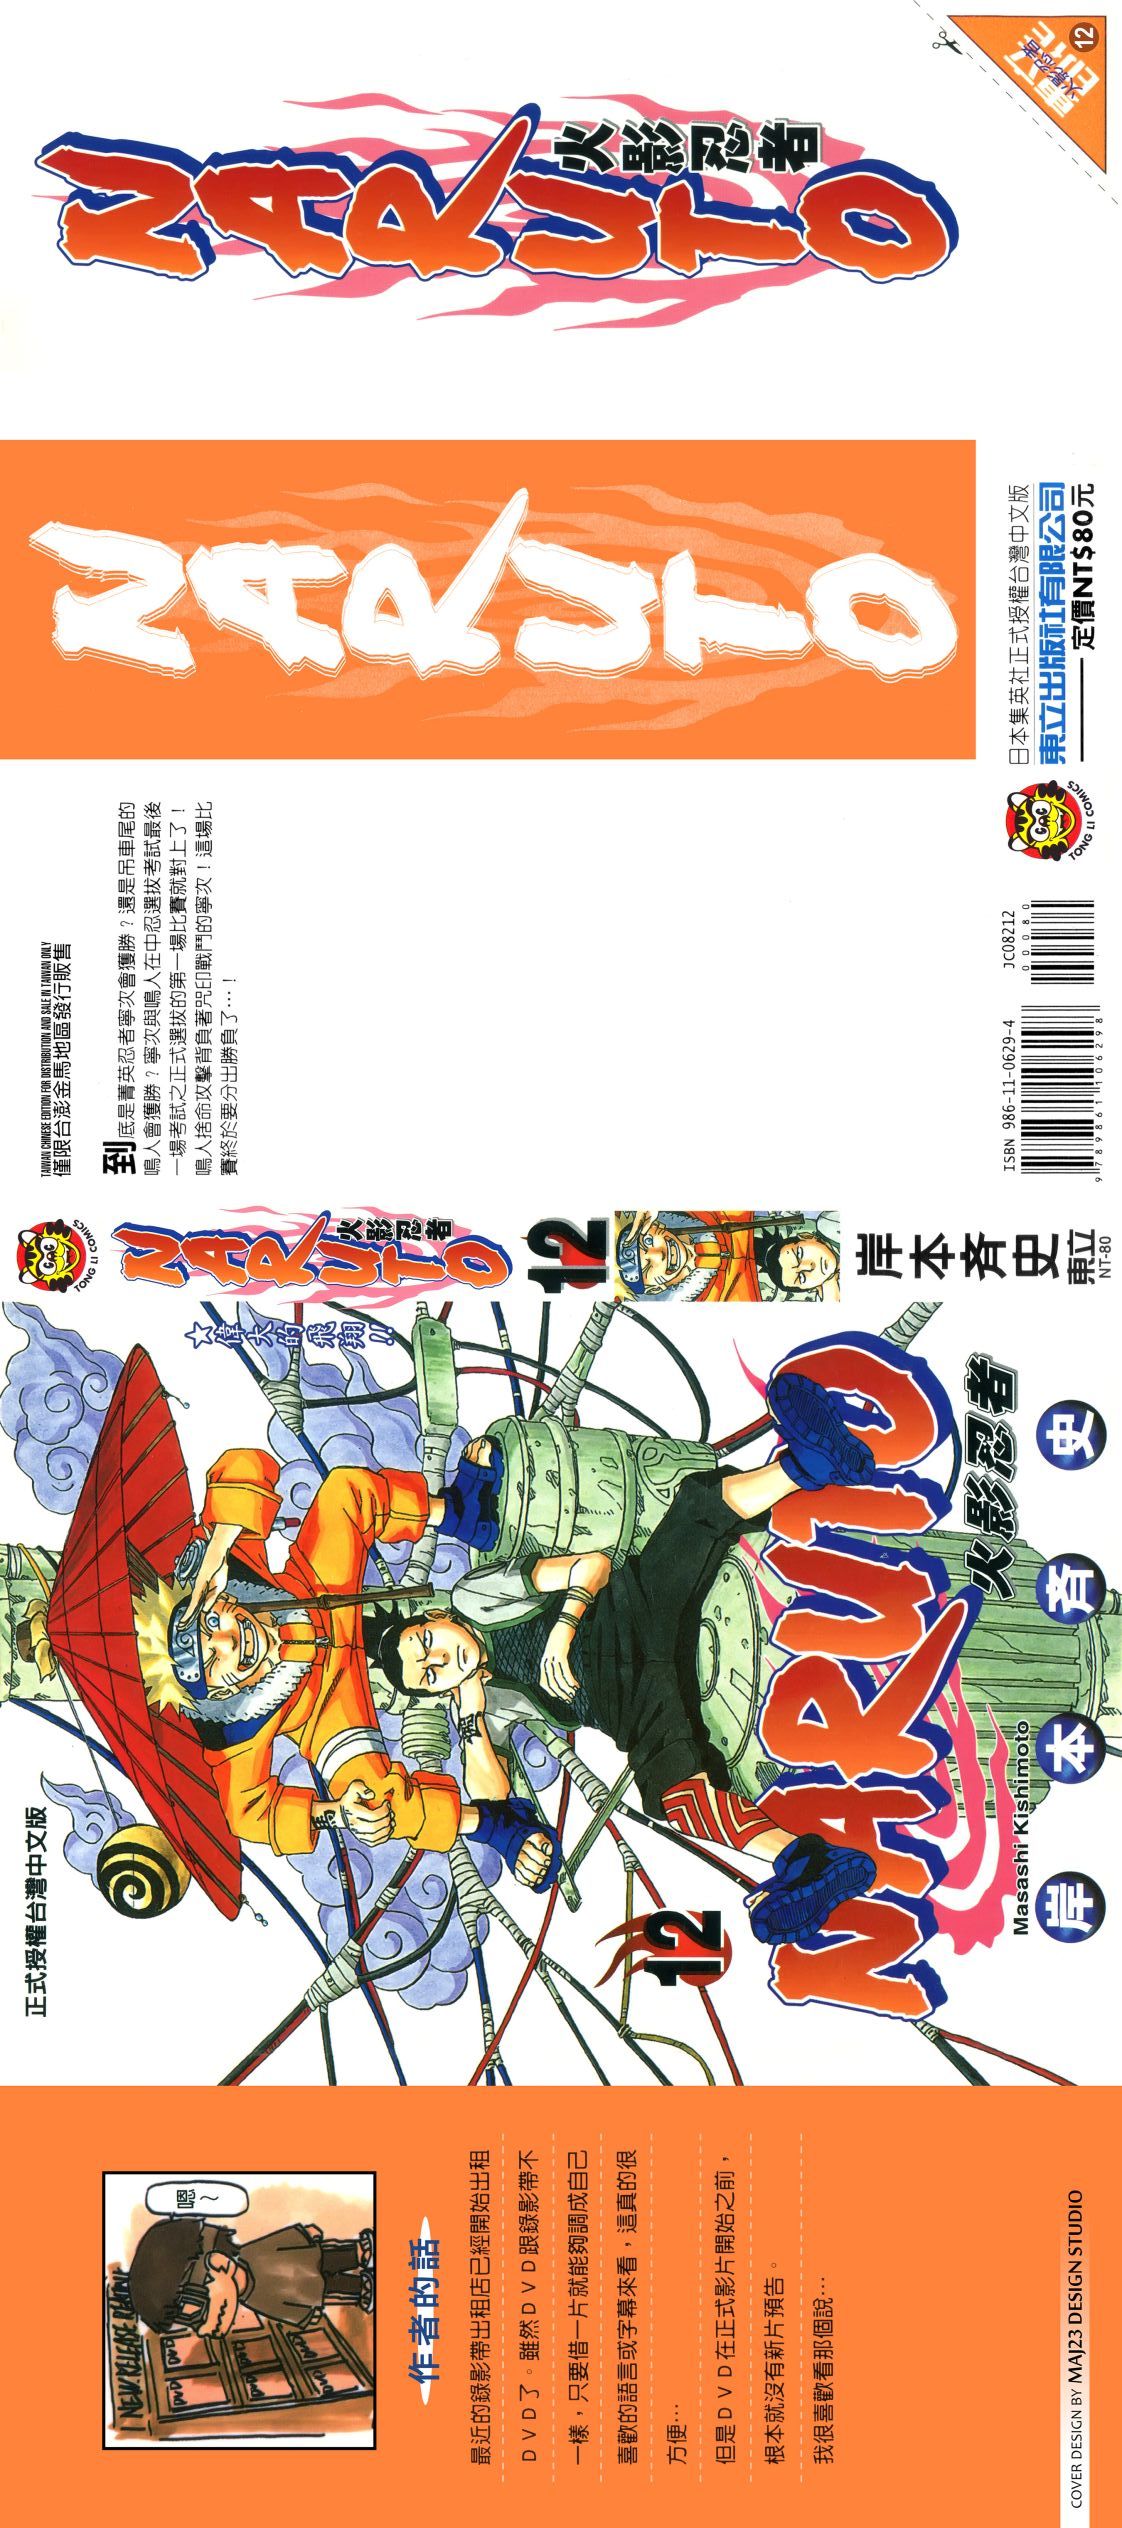 NARUTO
火影忍者
火影忍者
12
NARUTO
日本集英社正式授權台灣中文版
東立出版社有限公司
定價NT$80元
TONG LI COMICS
JC08212
00080
ISBN 986-11-0629-4
9789861106298
TAIWAN CHINESE EDITION FOR DISTRIBUTION AND SALE IN TAIWAN ONLY
僅限台澎金馬地區發行販售
到底是菁英忍者寧次會獲勝？還是吊車尾的
鳴人會獲勝？寧次與鳴人在中忍選拔考試最後
一場考試之正式選拔的第一場比賽就對上了！
鳴人捨命攻擊背負著咒印戰鬥的寧次！這場比
賽終於要分出勝負了…！
TONG LI COMICS
NARUTO
火影忍者
12
岸本斉史
東立
NT-80
正式授權台灣中文版
☆偉大的飛翔!!
馬
12
NARUTO
火影忍者
Masashi Kishimoto
岸本斉史
NEW RELEASE
DVD
DVD
DVD
嗯～
作者的話
最近的錄影帶出租店已經開始出租
DVD了。雖然DVD跟錄影帶不
一樣，只要借一片就能夠調成自己
喜歡的語言或字幕來看，這真的很
方便…
但是DVD在正式影片開始之前，
根本就沒有新片預告。
我很喜歡看那個說…
COVER DESIGN BY MAJ23 DESIGN STUDIO